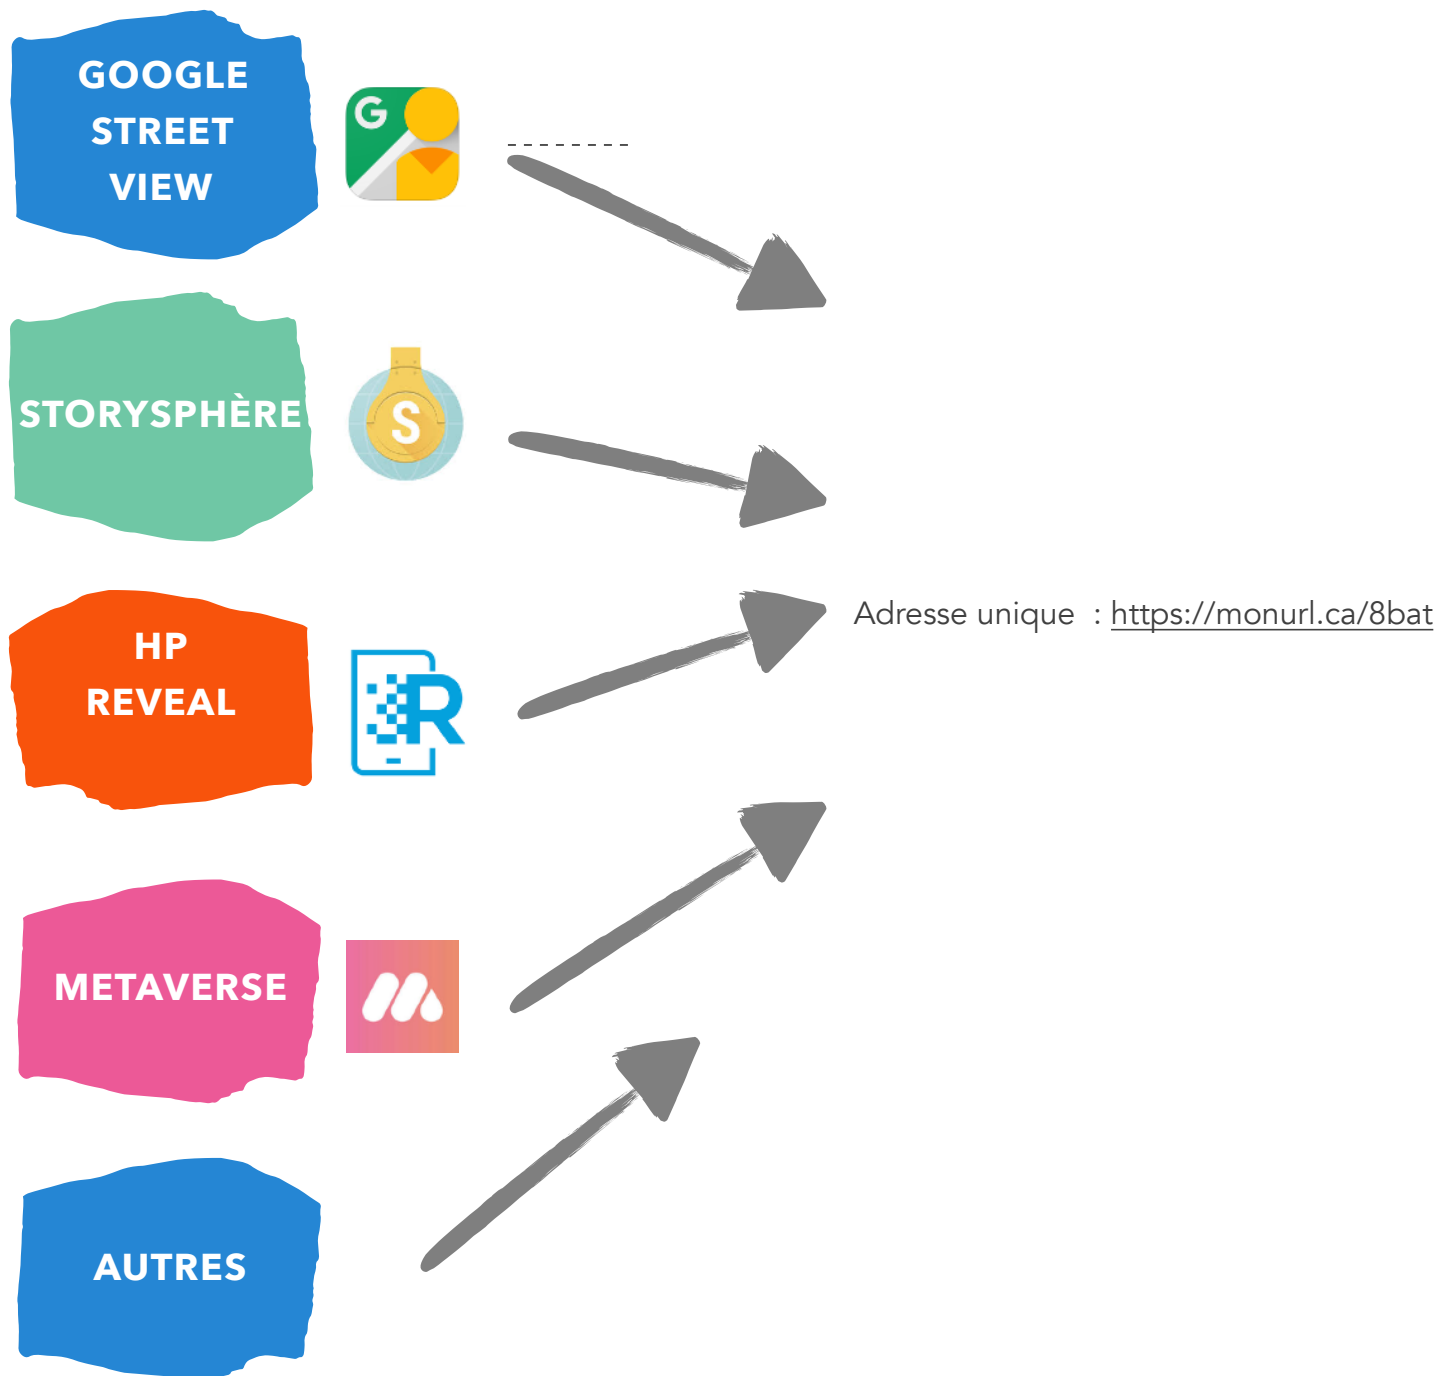 GOOGLE
STREET
VIEW
G
STORYSPHÈRE
S
HP
REVEAL
R
Adresse unique : https://monurl.ca/8bat
METAVERSE
AUTRES